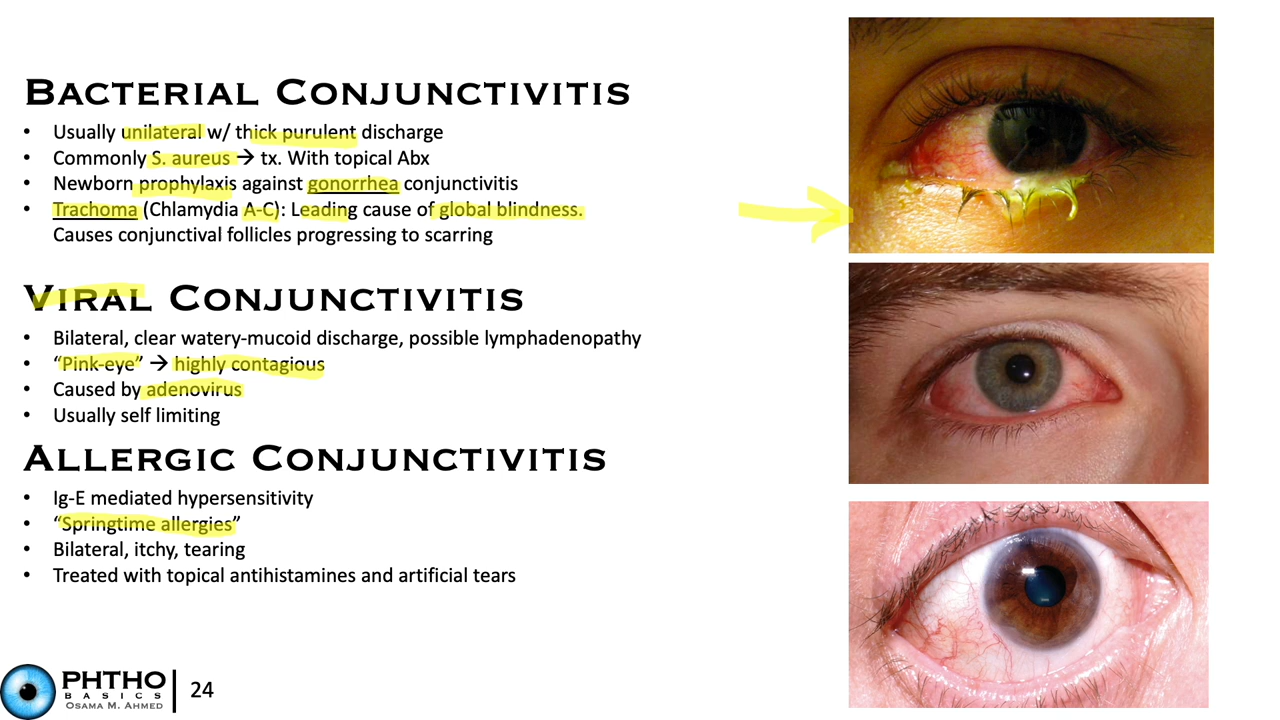 BACTERIAL CONJUNCTIVITIS
• Usually unilateral w/ thick purulent discharge
• Commonly S. aureus → tx. With topical Abx
• Newborn prophylaxis against gonorrhea conjunctivitis
• Trachoma (Chlamydia A-C): Leading cause of global blindness.
Causes conjunctival follicles progressing to scarring
VIRAL CONJUNCTIVITIS
• Bilateral, clear watery-mucoid discharge, possible lymphadenopathy
• “Pink-eye” → highly contagious
• Caused by adenovirus
• Usually self limiting
ALLERGIC CONJUNCTIVITIS
• Ig-E mediated hypersensitivity
• “Springtime allergies”
• Bilateral, itchy, tearing
• Treated with topical antihistamines and artificial tears
PHTHO
BASICS
OSAMA M. AHMED
24